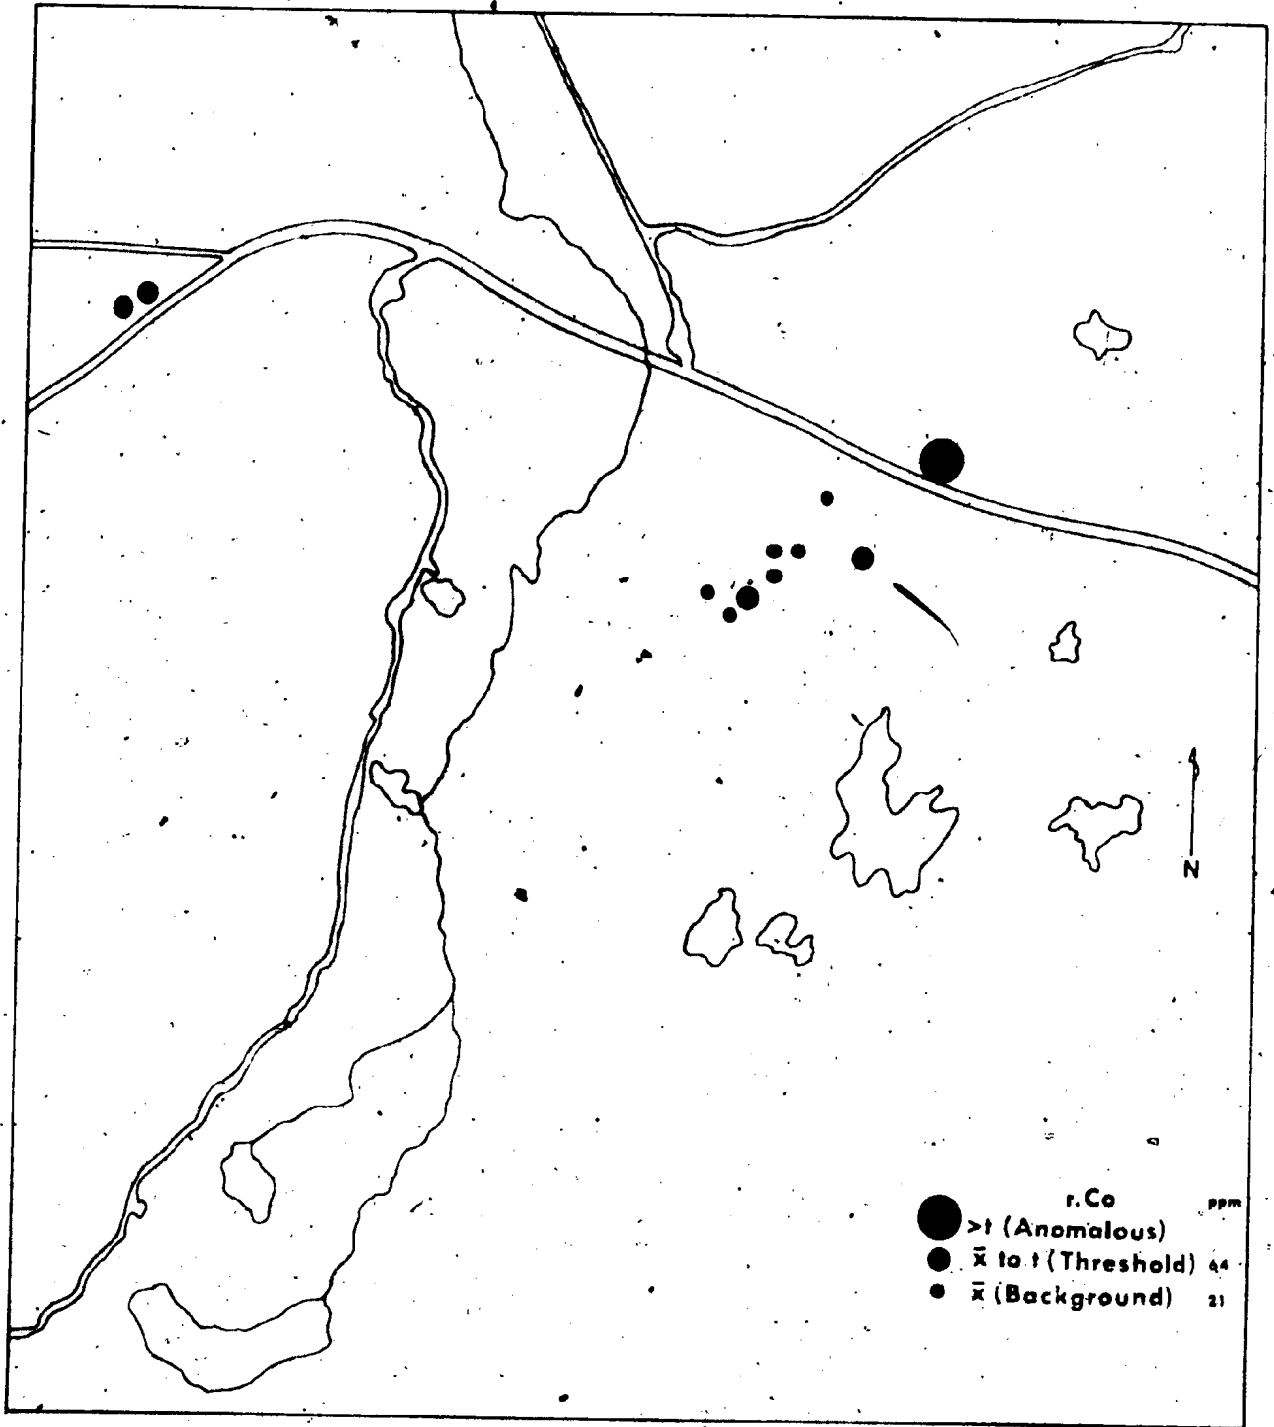 N
r.Co ppm
>t (Anomalous)
x̄ to t (Threshold) 64
x̄ (Background) 21